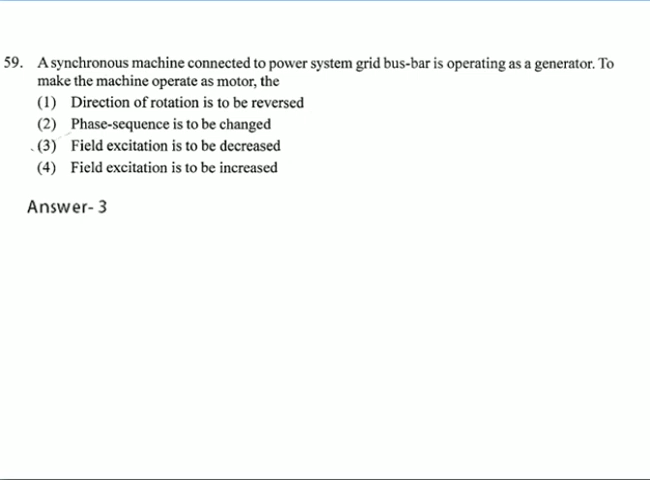 59. A synchronous machine connected to power system grid bus-bar is operating as a generator. To
make the machine operate as motor, the
(1) Direction of rotation is to be reversed
(2) Phase-sequence is to be changed
(3) Field excitation is to be decreased
(4) Field excitation is to be increased
Answer- 3